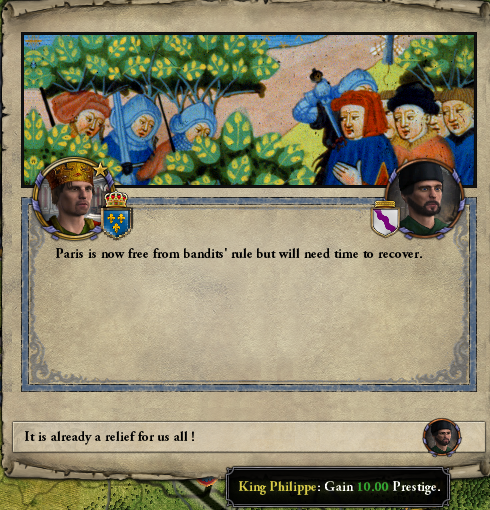 Paris is now free from bandits' rule but will need time to recover.
It is already a relief for us all !
King Philippe: Gain 10.00 Prestige.